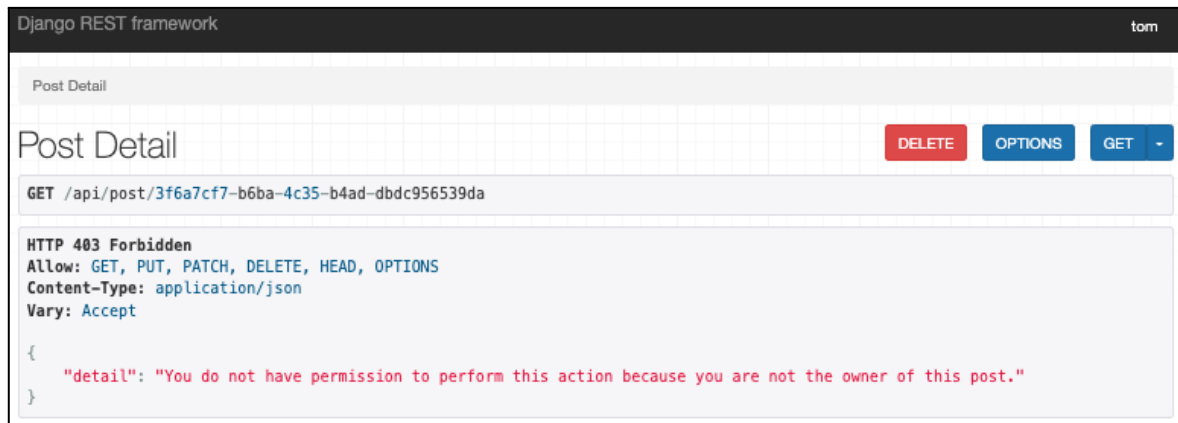 Django REST framework
tom
Post Detail
Post Detail
DELETE
OPTIONS
GET
GET /api/post/3f6a7cf7-b6ba-4c35-b4ad-dbdc956539da
HTTP 403 Forbidden
Allow: GET, PUT, PATCH, DELETE, HEAD, OPTIONS
Content-Type: application/json
Vary: Accept
{
"detail": "You do not have permission to perform this action because you are not the owner of this post."
}